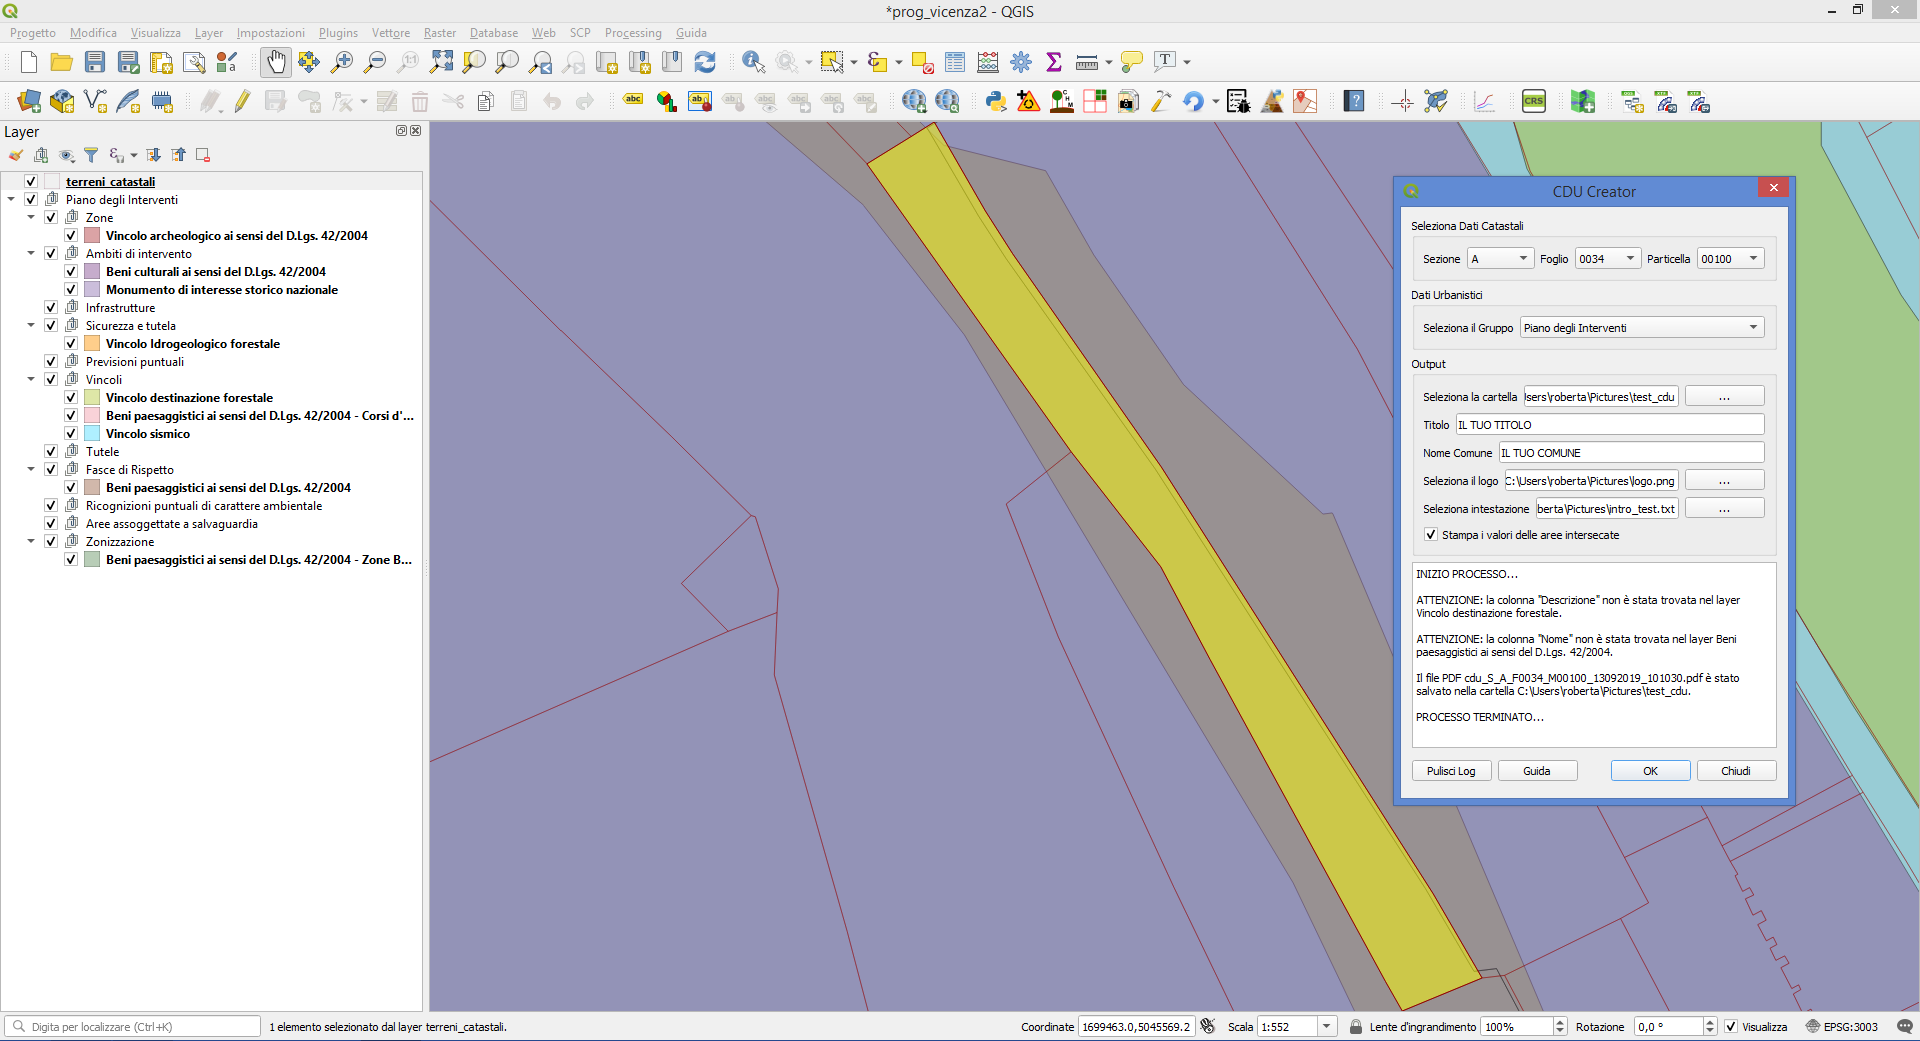 *prog_vicenza2 - QGIS
Progetto Modifica Visualizza Layer Impostazioni Plugins Vettore Raster Database Web SCP Processing Guida
Layer
terreni_catastali
Piano degli Interventi
Zone
Vincolo archeologico ai sensi del D.Lgs. 42/2004
Ambiti di intervento
Beni culturali ai sensi del D.Lgs. 42/2004
Monumento di interesse storico nazionale
Infrastrutture
Sicurezza e tutela
Vincolo Idrogeologico forestale
Previsioni puntuali
Vincoli
Vincolo destinazione forestale
Beni paesaggistici ai sensi del D.Lgs. 42/2004 - Corsi d'...
Vincolo sismico
Tutele
Fasce di Rispetto
Beni paesaggistici ai sensi del D.Lgs. 42/2004
Ricognizioni puntuali di carattere ambientale
Aree assoggettate a salvaguardia
Zonizzazione
Beni paesaggistici ai sensi del D.Lgs. 42/2004 - Zone B...
CDU Creator
Seleziona Dati Catastali
Sezione A Foglio 0034 Particella 00100
Dati Urbanistici
Seleziona il Gruppo Piano degli Interventi
Output
Seleziona la cartella Users\roberta\Pictures\test_cdu ...
Titolo IL TUO TITOLO
Nome Comune IL TUO COMUNE
Seleziona il logo C:\Users\roberta\Pictures\logo.png ...
Seleziona intestazione berta\Pictures\intro_test.txt ...
Stampa i valori delle aree intersecate
INIZIO PROCESSO...
ATTENZIONE: la colonna "Descrizione" non è stata trovata nel layer
Vincolo destinazione forestale.
ATTENZIONE: la colonna "Nome" non è stata trovata nel layer Beni
paesaggistici ai sensi del D.Lgs. 42/2004.
Il file PDF cdu_S_A_F0034_M00100_13092019_101030.pdf è stato
salvato nella cartella C:\Users\roberta\Pictures\test_cdu.
PROCESSO TERMINATO...
Pulisci Log Guida OK Chiudi
Digita per localizzare (Ctrl+K) 1 elemento selezionato dal layer terreni_catastali. Coordinate 1699463.0,5045569.2 Scala 1:552 Lente d'ingrandimento 100% Rotazione 0,0 ° Visualizza EPSG:3003